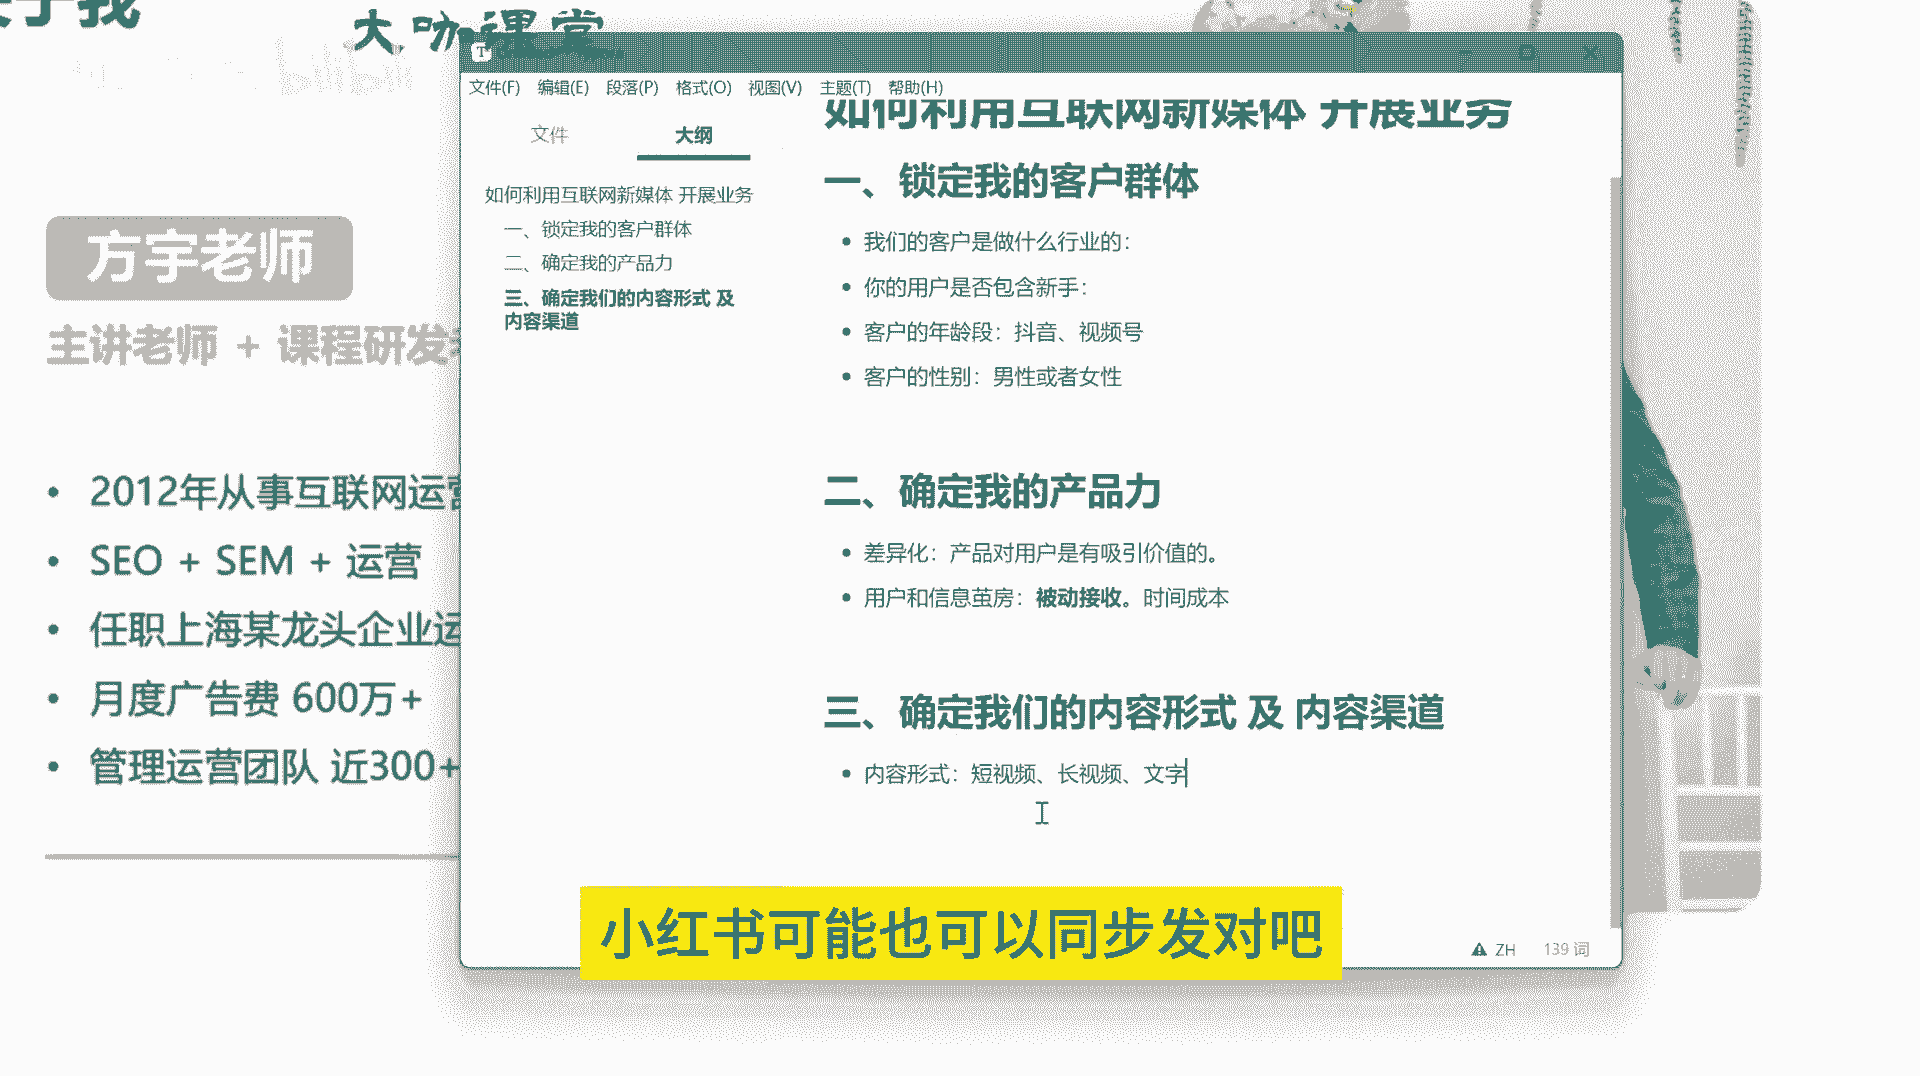 大咖课堂
bilibili
方宇老师
主讲老师 + 课程研发
2012年从事互联网运营
SEO + SEM + 运营
任职上海某龙头企业运
月度广告费 600万+
管理运营团队 近300+
文件(F) 编辑(E) 段落(P) 格式(O) 视图(V) 主题(T) 帮助(H)
文件 大纲
如何利用互联网新媒体 开展业务
一、锁定我的客户群体
二、确定我的产品力
三、确定我们的内容形式 及
内容渠道
如何利用互联网新媒体 开展业务
一、锁定我的客户群体
我们的客户是做什么行业的：
你的用户是否包含新手：
客户的年龄段：抖音、视频号
客户的性别：男性或者女性
二、确定我的产品力
差异化：产品对用户是有吸引价值的。
用户和信息茧房：被动接收。时间成本
三、确定我们的内容形式 及 内容渠道
内容形式：短视频、长视频、文字
ZH 139 词
小红书可能也可以同步发对吧